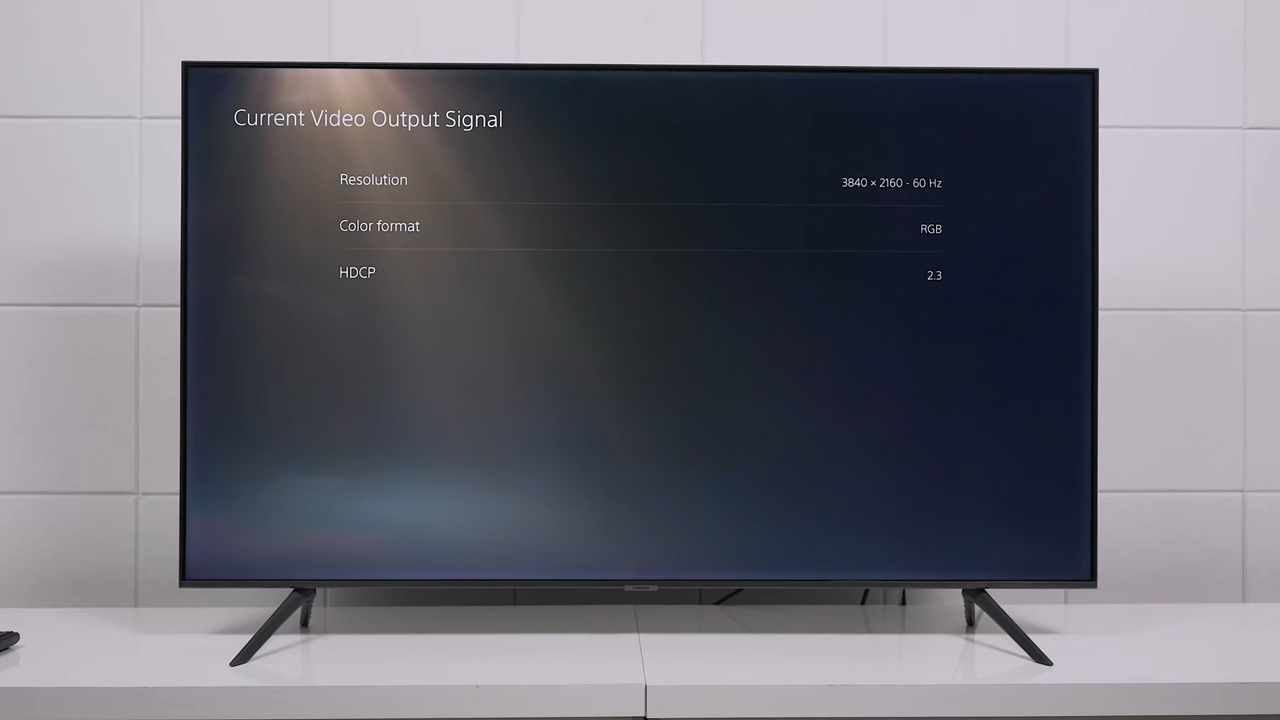 Current Video Output Signal
Resolution 3840 × 2160 - 60 Hz
Color format RGB
HDCP 2.3